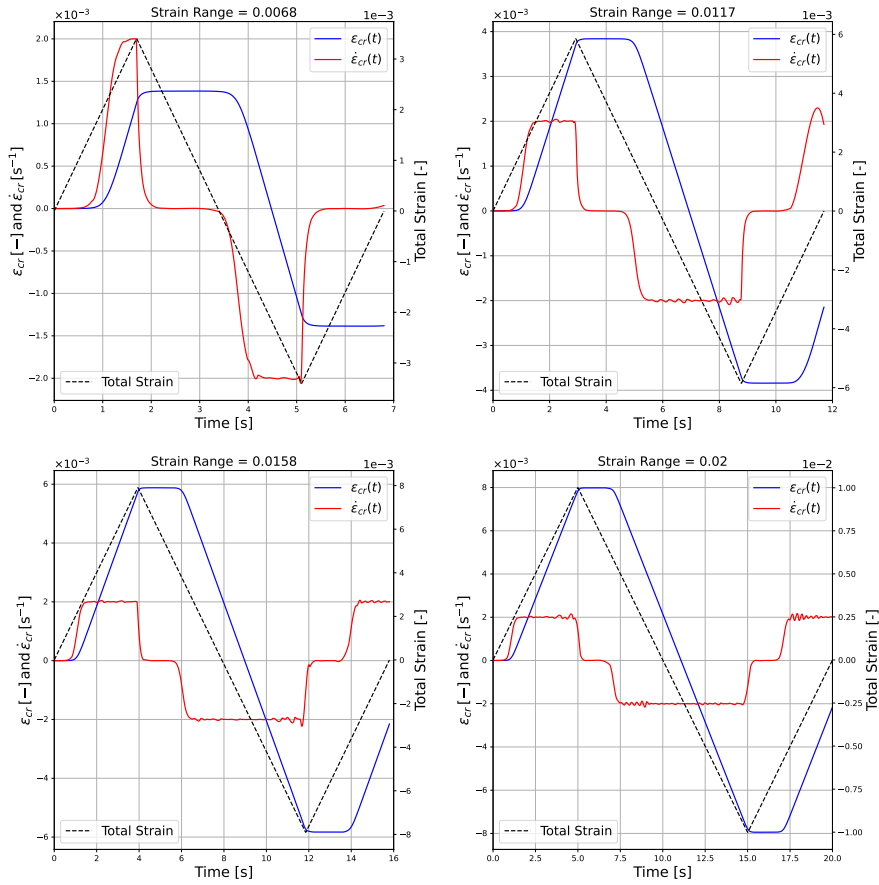 ×10⁻³ Strain Range = 0.0068 1e−3
ε_cr(t)
ε̇_cr(t)
2.0
1.5
1.0
0.5
0.0
−0.5
−1.0
−1.5
−2.0
ε_cr [−] and ε̇_cr [s⁻¹]
3
2
1
0
−1
−2
−3
Total Strain [-]
Total Strain
0 1 2 3 4 5 6 7
Time [s]
×10⁻³ Strain Range = 0.0117 1e−3
ε_cr(t)
ε̇_cr(t)
4
3
2
1
0
−1
−2
−3
−4
ε_cr [−] and ε̇_cr [s⁻¹]
6
4
2
0
−2
−4
−6
Total Strain [-]
Total Strain
0 2 4 6 8 10 12
Time [s]
×10⁻³ Strain Range = 0.0158 1e−3
ε_cr(t)
ε̇_cr(t)
6
4
2
0
−2
−4
−6
ε_cr [−] and ε̇_cr [s⁻¹]
8
6
4
2
0
−2
−4
−6
−8
Total Strain [-]
Total Strain
0 2 4 6 8 10 12 14 16
Time [s]
×10⁻³ Strain Range = 0.02 1e−2
ε_cr(t)
ε̇_cr(t)
8
6
4
2
0
−2
−4
−6
−8
ε_cr [−] and ε̇_cr [s⁻¹]
1.00
0.75
0.50
0.25
0.00
−0.25
−0.50
−0.75
−1.00
Total Strain [-]
Total Strain
0.0 2.5 5.0 7.5 10.0 12.5 15.0 17.5 20.0
Time [s]